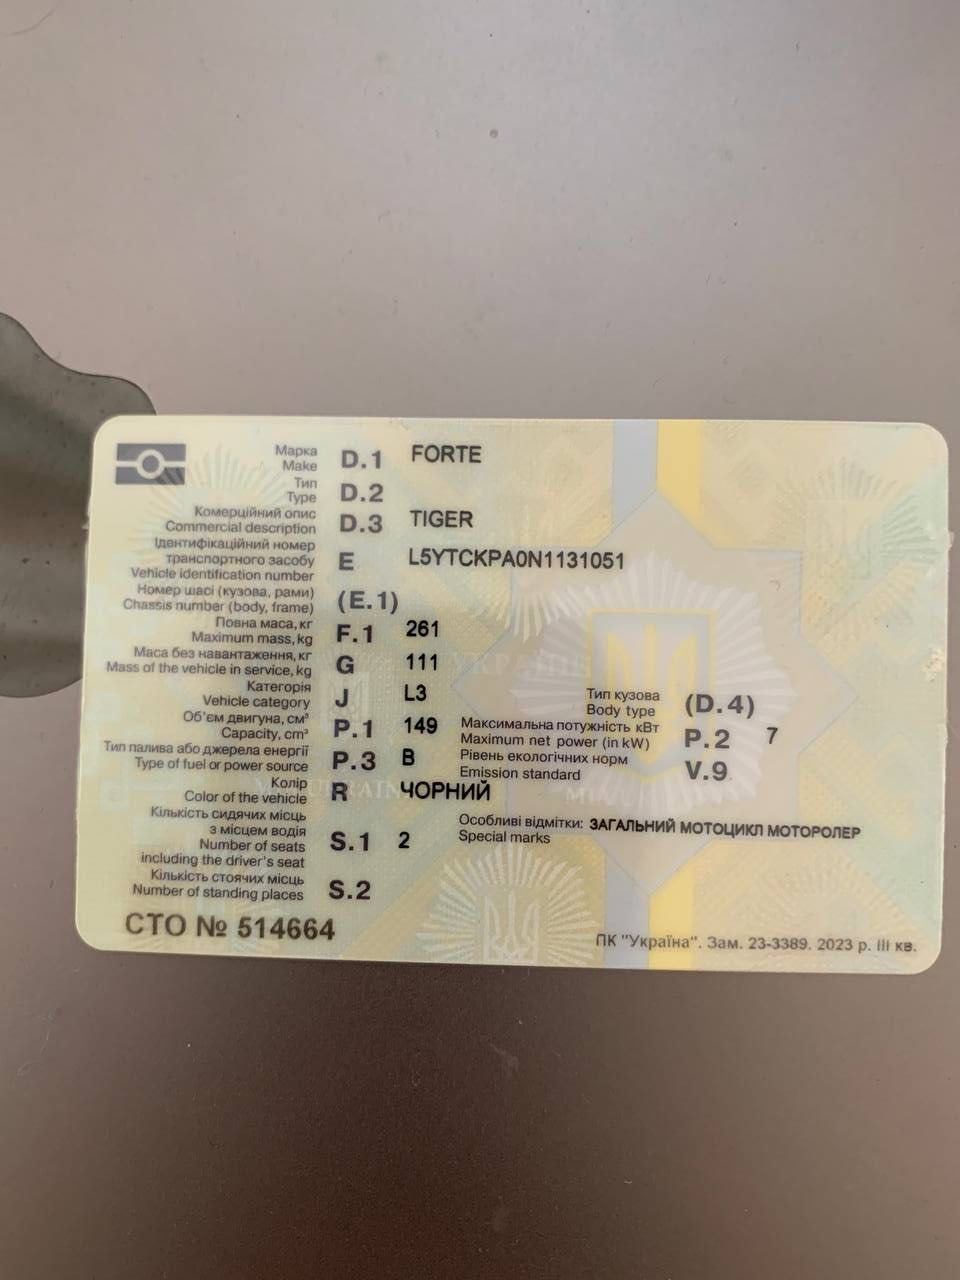 Марка
Make D.1 FORTE
Тип
Type D.2
Комерційний опис
Commercial description D.3 TIGER
Ідентифікаційний номер
транспортного засобу
Vehicle identification number E L5YTCKPA0N1131051
Номер шасі (кузова, рами)
Chassis number (body, frame) (E.1)
Повна маса, кг
Maximum mass, kg F.1 261
Маса без навантаження, кг
Mass of the vehicle in service, kg G 111
Категорія
Vehicle category J L3
Тип кузова
Body type (D.4)
Об'єм двигуна, см³
Capacity, cm³ P.1 149
Максимальна потужність кВт
Maximum net power (in kW) P.2 7
Тип палива або джерела енергії
Type of fuel or power source P.3 B
Рівень екологічних норм
Emission standard V.9
Колір
Color of the vehicle R ЧОРНИЙ
Кількість сидячих місць
з місцем водія
Number of seats
including the driver's seat S.1 2
Особливі відмітки: ЗАГАЛЬНИЙ МОТОЦИКЛ МОТОРОЛЕР
Special marks
Кількість стоячих місць
Number of standing places S.2
СТО № 514664
ПК "Україна". Зам. 23-3389. 2023 р. III кв.